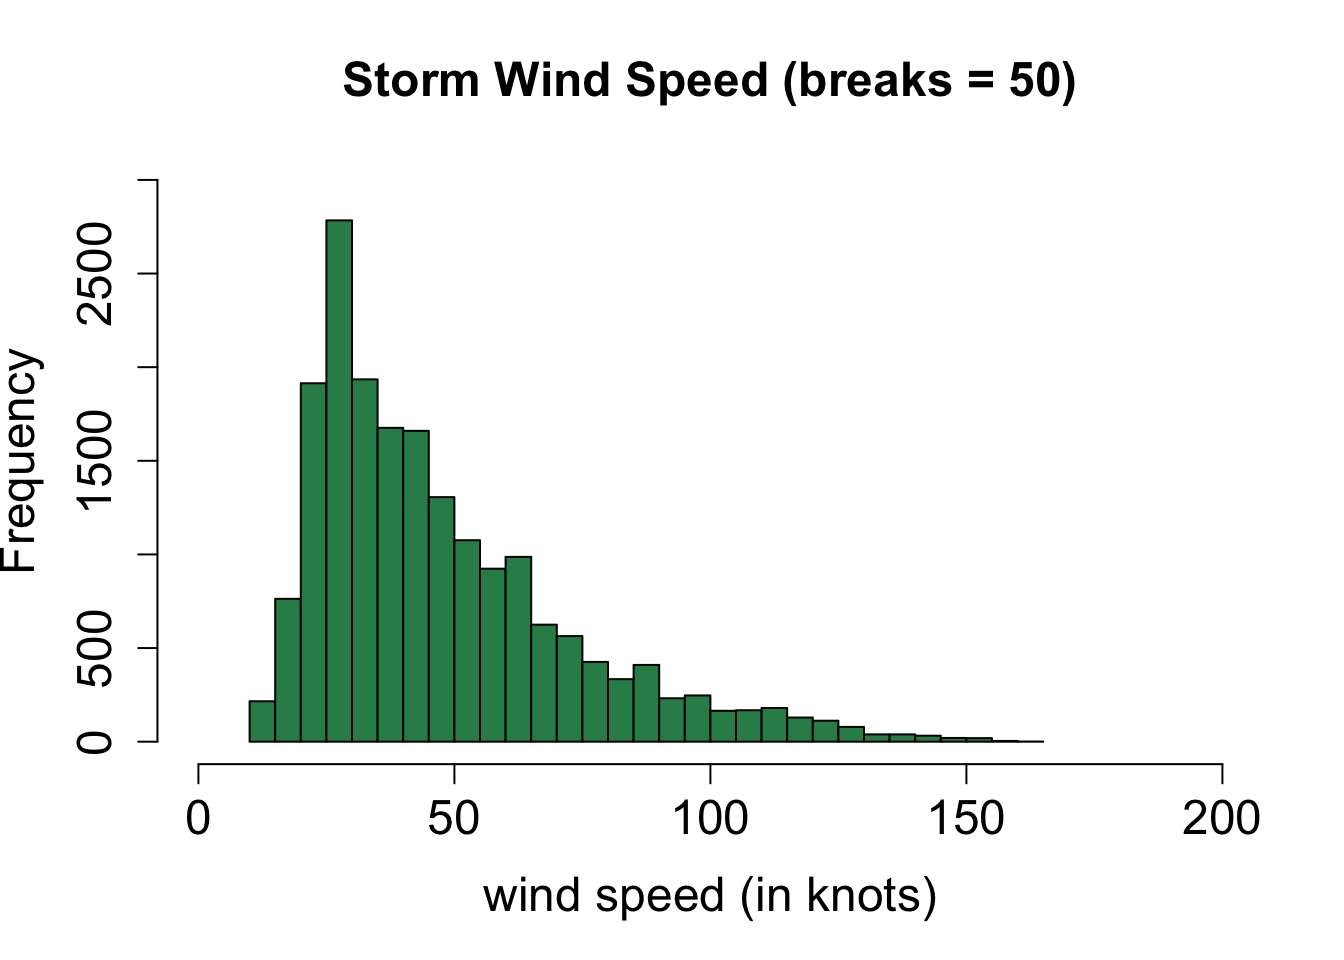 Storm Wind Speed (breaks = 50)
Frequency
2500
1500
500
0
0 50 100 150 200
wind speed (in knots)